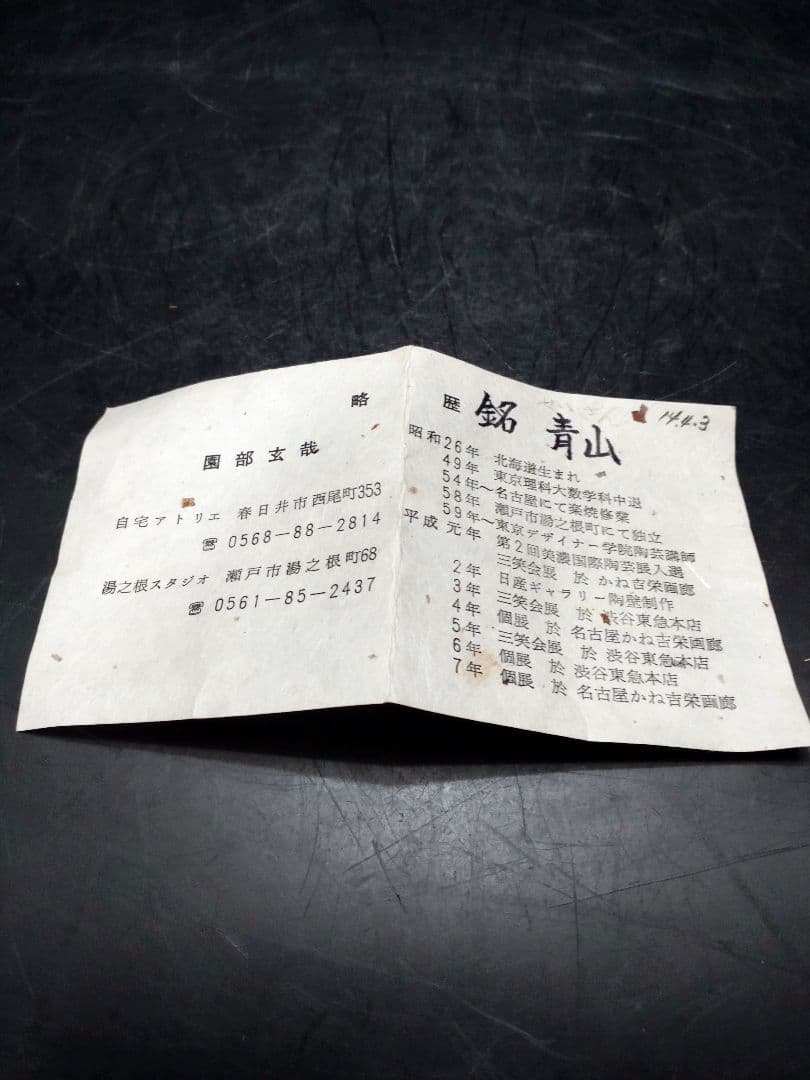 略歴
銘 青山
14.4.3
園部玄哉
自宅アトリエ 春日井市西尾町353
☎ 0568-88-2814
湯之根スタジオ 瀬戸市湯之根町68
☎ 0561-85-2437
昭和26年 北海道生まれ
49年 東京理科大数学科中退
54年～名古屋にて楽焼修業
58年 瀬戸市湯之根町にて独立
59年～東京デザイナー学院陶芸講師
平成元年 第2回美濃国際陶芸展入選
三笑会展 於 かね吉栄画廊
2年 日産ギャラリー陶壁制作
3年 三笑会展 於 渋谷東急本店
4年 個展 於 名古屋かね吉栄画廊
5年 三笑会展 於 渋谷東急本店
6年 個展 於 渋谷東急本店
7年 個展 於 名古屋かね吉栄画廊